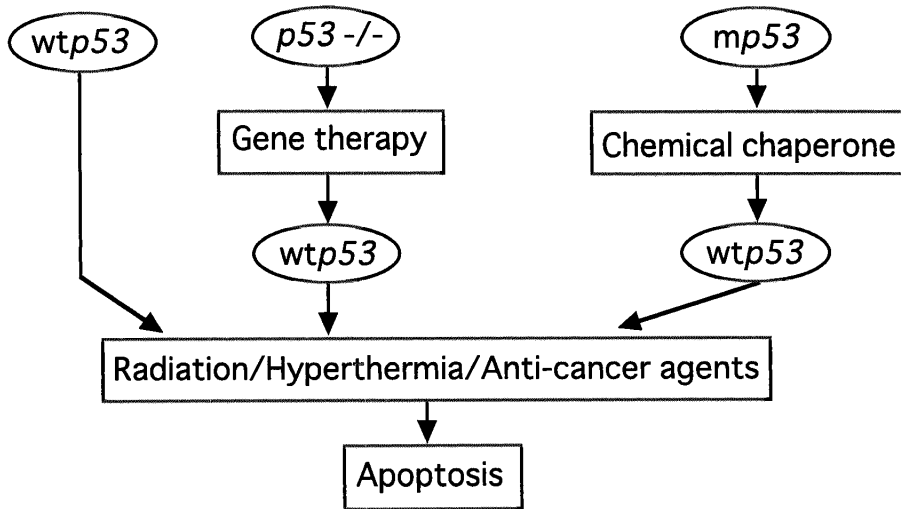 wtp53
p53 -/-
mp53
Gene therapy
Chemical chaperone
wtp53
wtp53
Radiation/Hyperthermia/Anti-cancer agents
Apoptosis